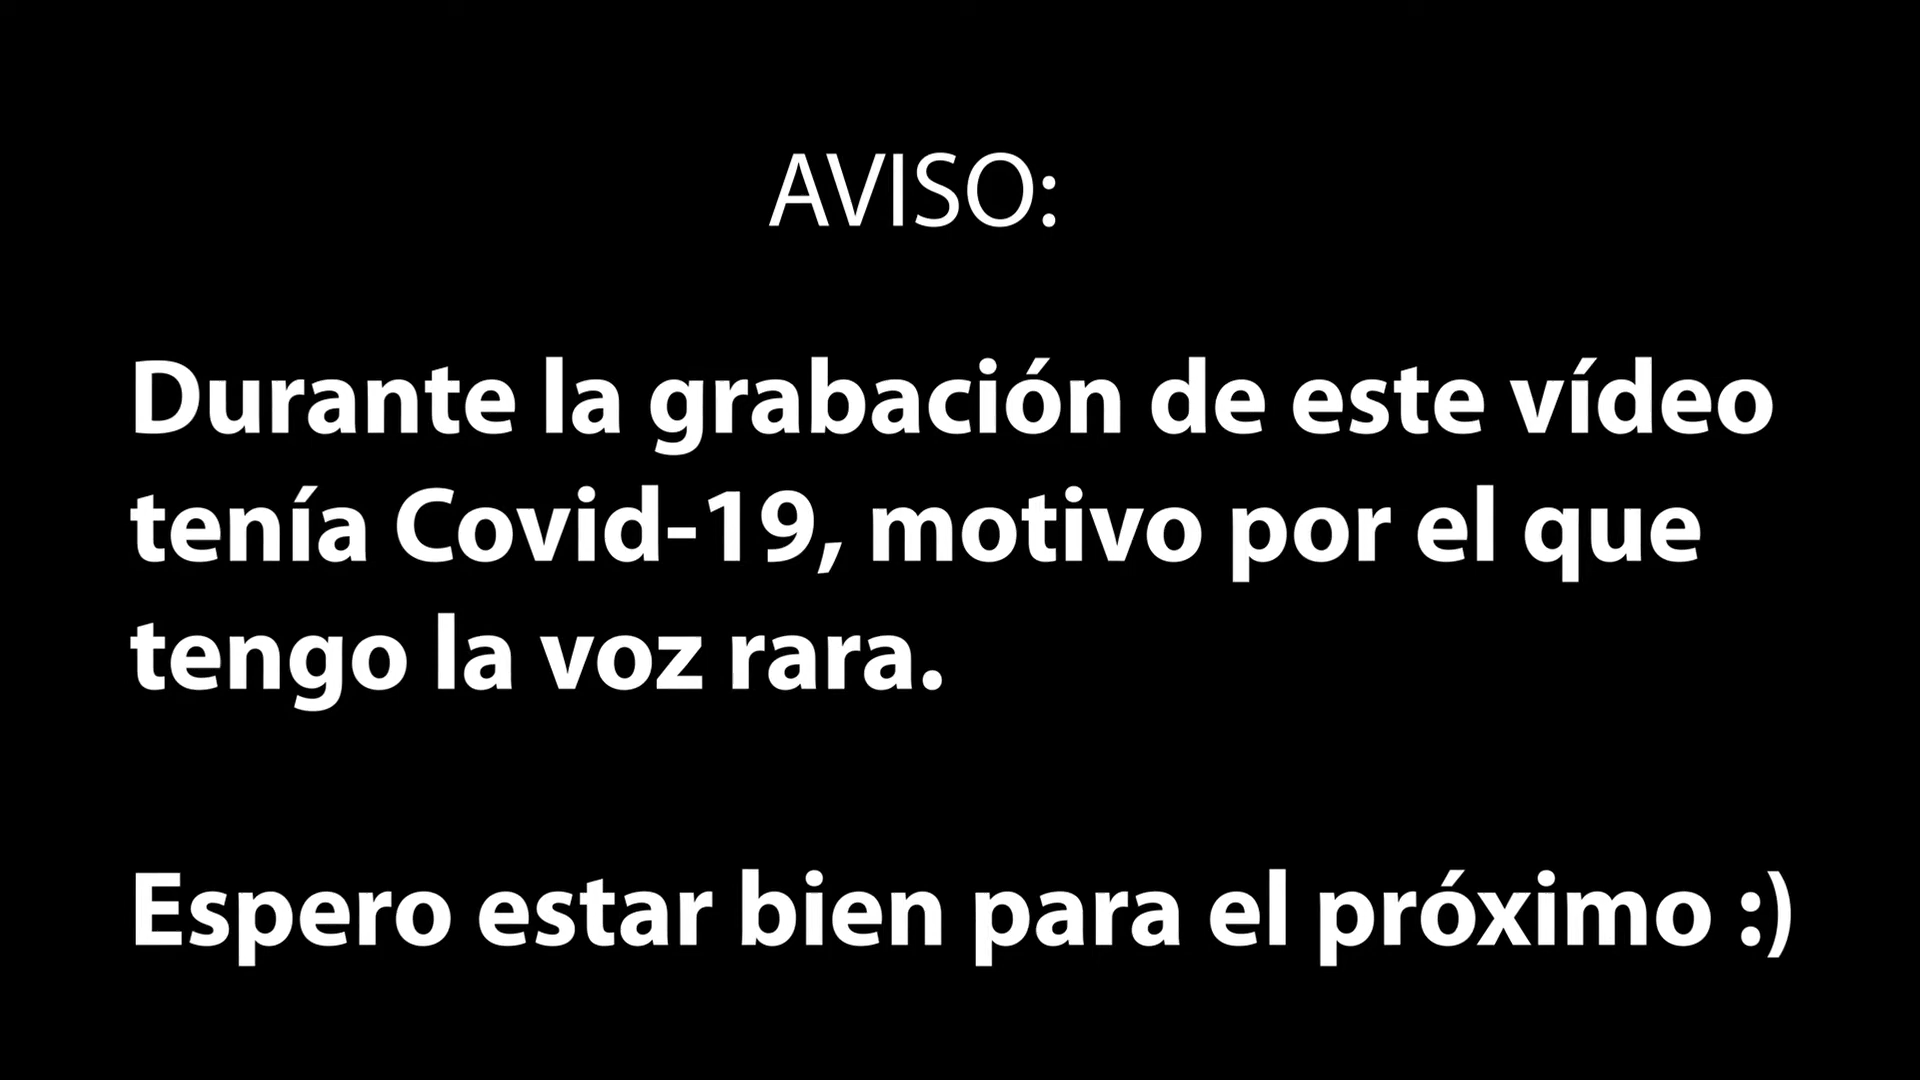 AVISO:
Durante la grabación de este vídeo
tenía Covid-19, motivo por el que
tengo la voz rara.
Espero estar bien para el próximo :)